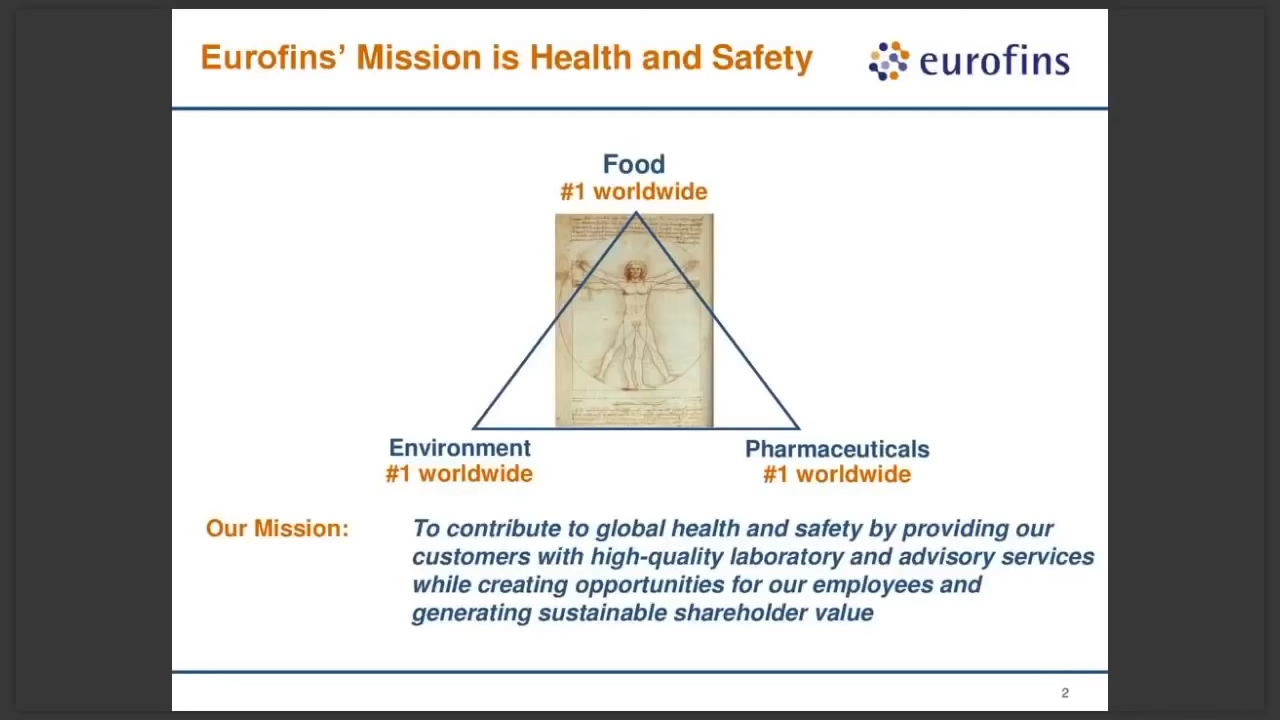 Eurofins’ Mission is Health and Safety
eurofins
Food
#1 worldwide
Environment
#1 worldwide
Pharmaceuticals
#1 worldwide
Our Mission:
To contribute to global health and safety by providing our
customers with high-quality laboratory and advisory services
while creating opportunities for our employees and
generating sustainable shareholder value
2